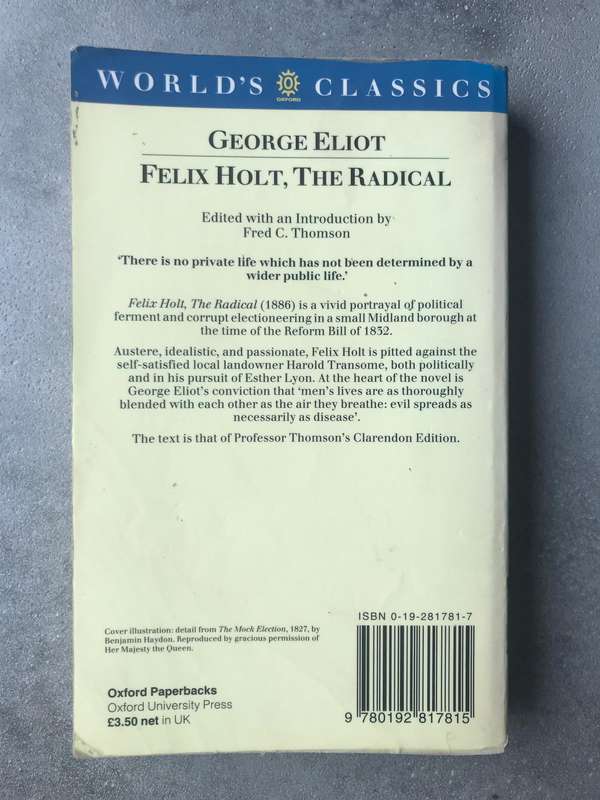 WORLD'S CLASSICS
OXFORD
GEORGE ELIOT
FELIX HOLT, THE RADICAL
Edited with an Introduction by
Fred C. Thomson
'There is no private life which has not been determined by a
wider public life.'
Felix Holt, The Radical (1886) is a vivid portrayal of political
ferment and corrupt electioneering in a small Midland borough at
the time of the Reform Bill of 1832.
Austere, idealistic, and passionate, Felix Holt is pitted against the
self-satisfied local landowner Harold Transome, both politically
and in his pursuit of Esther Lyon. At the heart of the novel is
George Eliot's conviction that 'men's lives are as thoroughly
blended with each other as the air they breathe: evil spreads as
necessarily as disease'.
The text is that of Professor Thomson's Clarendon Edition.
Cover illustration: detail from The Mock Election, 1827, by
Benjamin Haydon. Reproduced by gracious permission of
Her Majesty the Queen.
Oxford Paperbacks
Oxford University Press
£3.50 net in UK
ISBN 0-19-281781-7
9 780192 817815